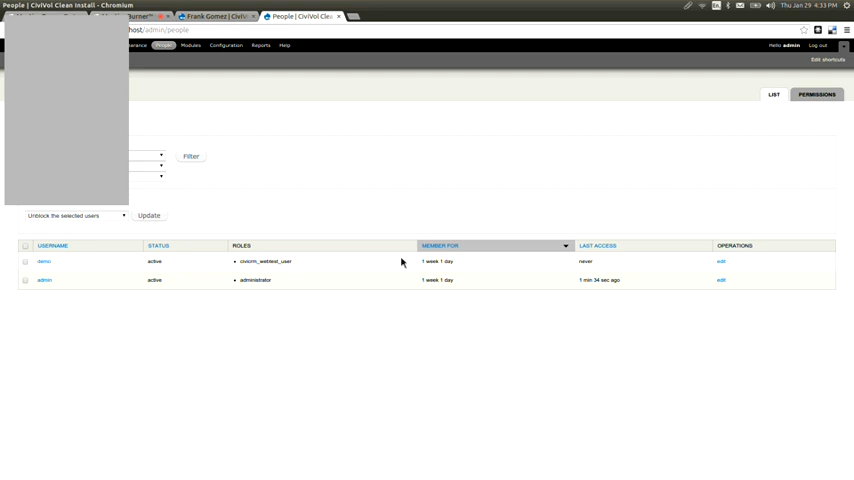 People | CiviVol Clean Install - Chromium
En
Thu Jan 29 4:33 PM
Frank Gomez | CiviVi
People | CiviVol Clea
host/admin/people
Modules
Configuration
Reports
Help
Hello admin
Log out
Edit shortcuts
LIST
PERMISSIONS
Filter
Unblock the selected users
Update
USERNAME STATUS ROLES MEMBER FOR LAST ACCESS OPERATIONS
demo active • civicrm_webtest_user 1 week 1 day never edit
admin active • administrator 1 week 1 day 1 min 34 sec ago edit